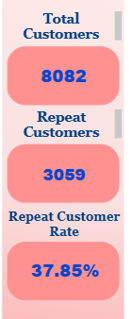 Total
Customers
8082
Repeat
Customers
3059
Repeat Customer
Rate
37.85%